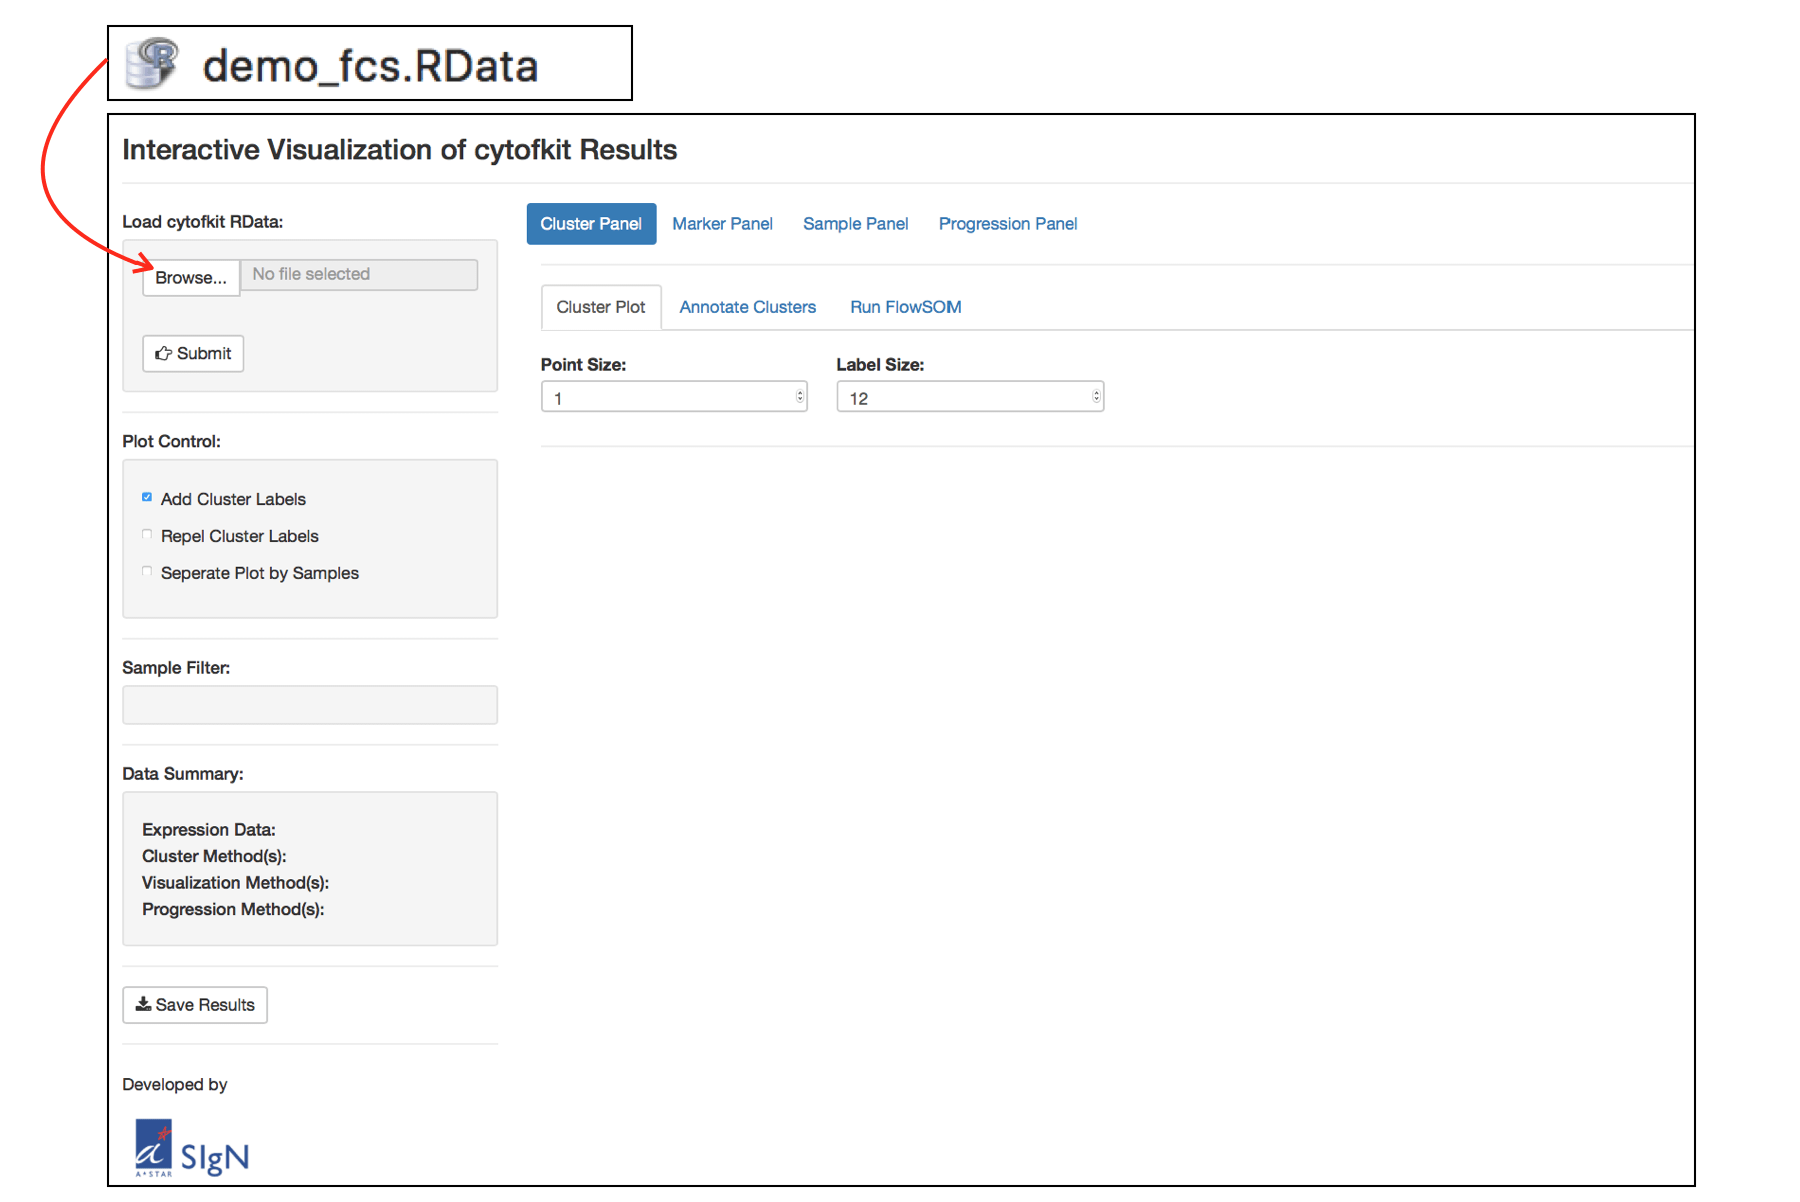 demo_fcs.RData
Interactive Visualization of cytofkit Results
Load cytofkit RData:
Browse... No file selected
Submit
Plot Control:
Add Cluster Labels
Repel Cluster Labels
Seperate Plot by Samples
Sample Filter:
Data Summary:
Expression Data:
Cluster Method(s):
Visualization Method(s):
Progression Method(s):
Save Results
Developed by
a
A*STAR
SIgN
Cluster Panel Marker Panel Sample Panel Progression Panel
Cluster Plot Annotate Clusters Run FlowSOM
Point Size: Label Size:
1 12